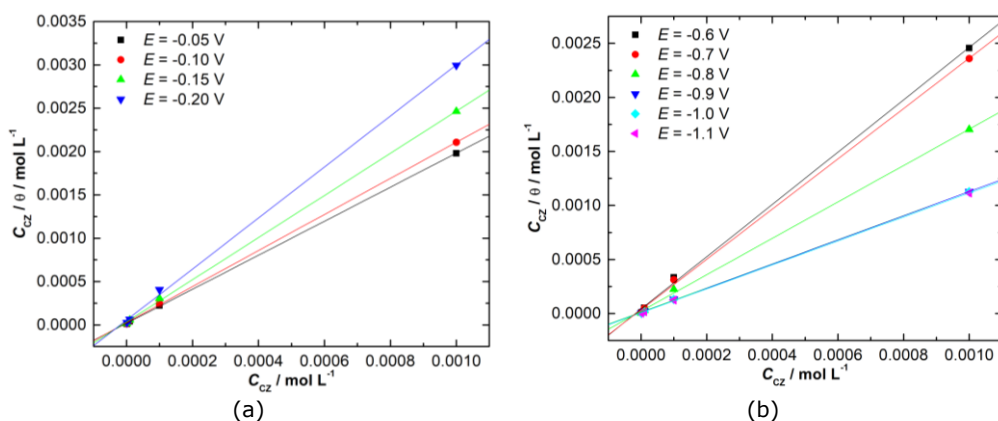 0.0035
0.0030
0.0025
0.0020
0.0015
0.0010
0.0005
0.0000
C_CZ / θ / mol L⁻¹
E = -0.05 V
E = -0.10 V
E = -0.15 V
E = -0.20 V
0.0000 0.0002 0.0004 0.0006 0.0008 0.0010
C_CZ / mol L⁻¹
(a)
0.0025
0.0020
0.0015
0.0010
0.0005
0.0000
C_CZ / θ / mol L⁻¹
E = -0.6 V
E = -0.7 V
E = -0.8 V
E = -0.9 V
E = -1.0 V
E = -1.1 V
0.0000 0.0002 0.0004 0.0006 0.0008 0.0010
C_CZ / mol L⁻¹
(b)